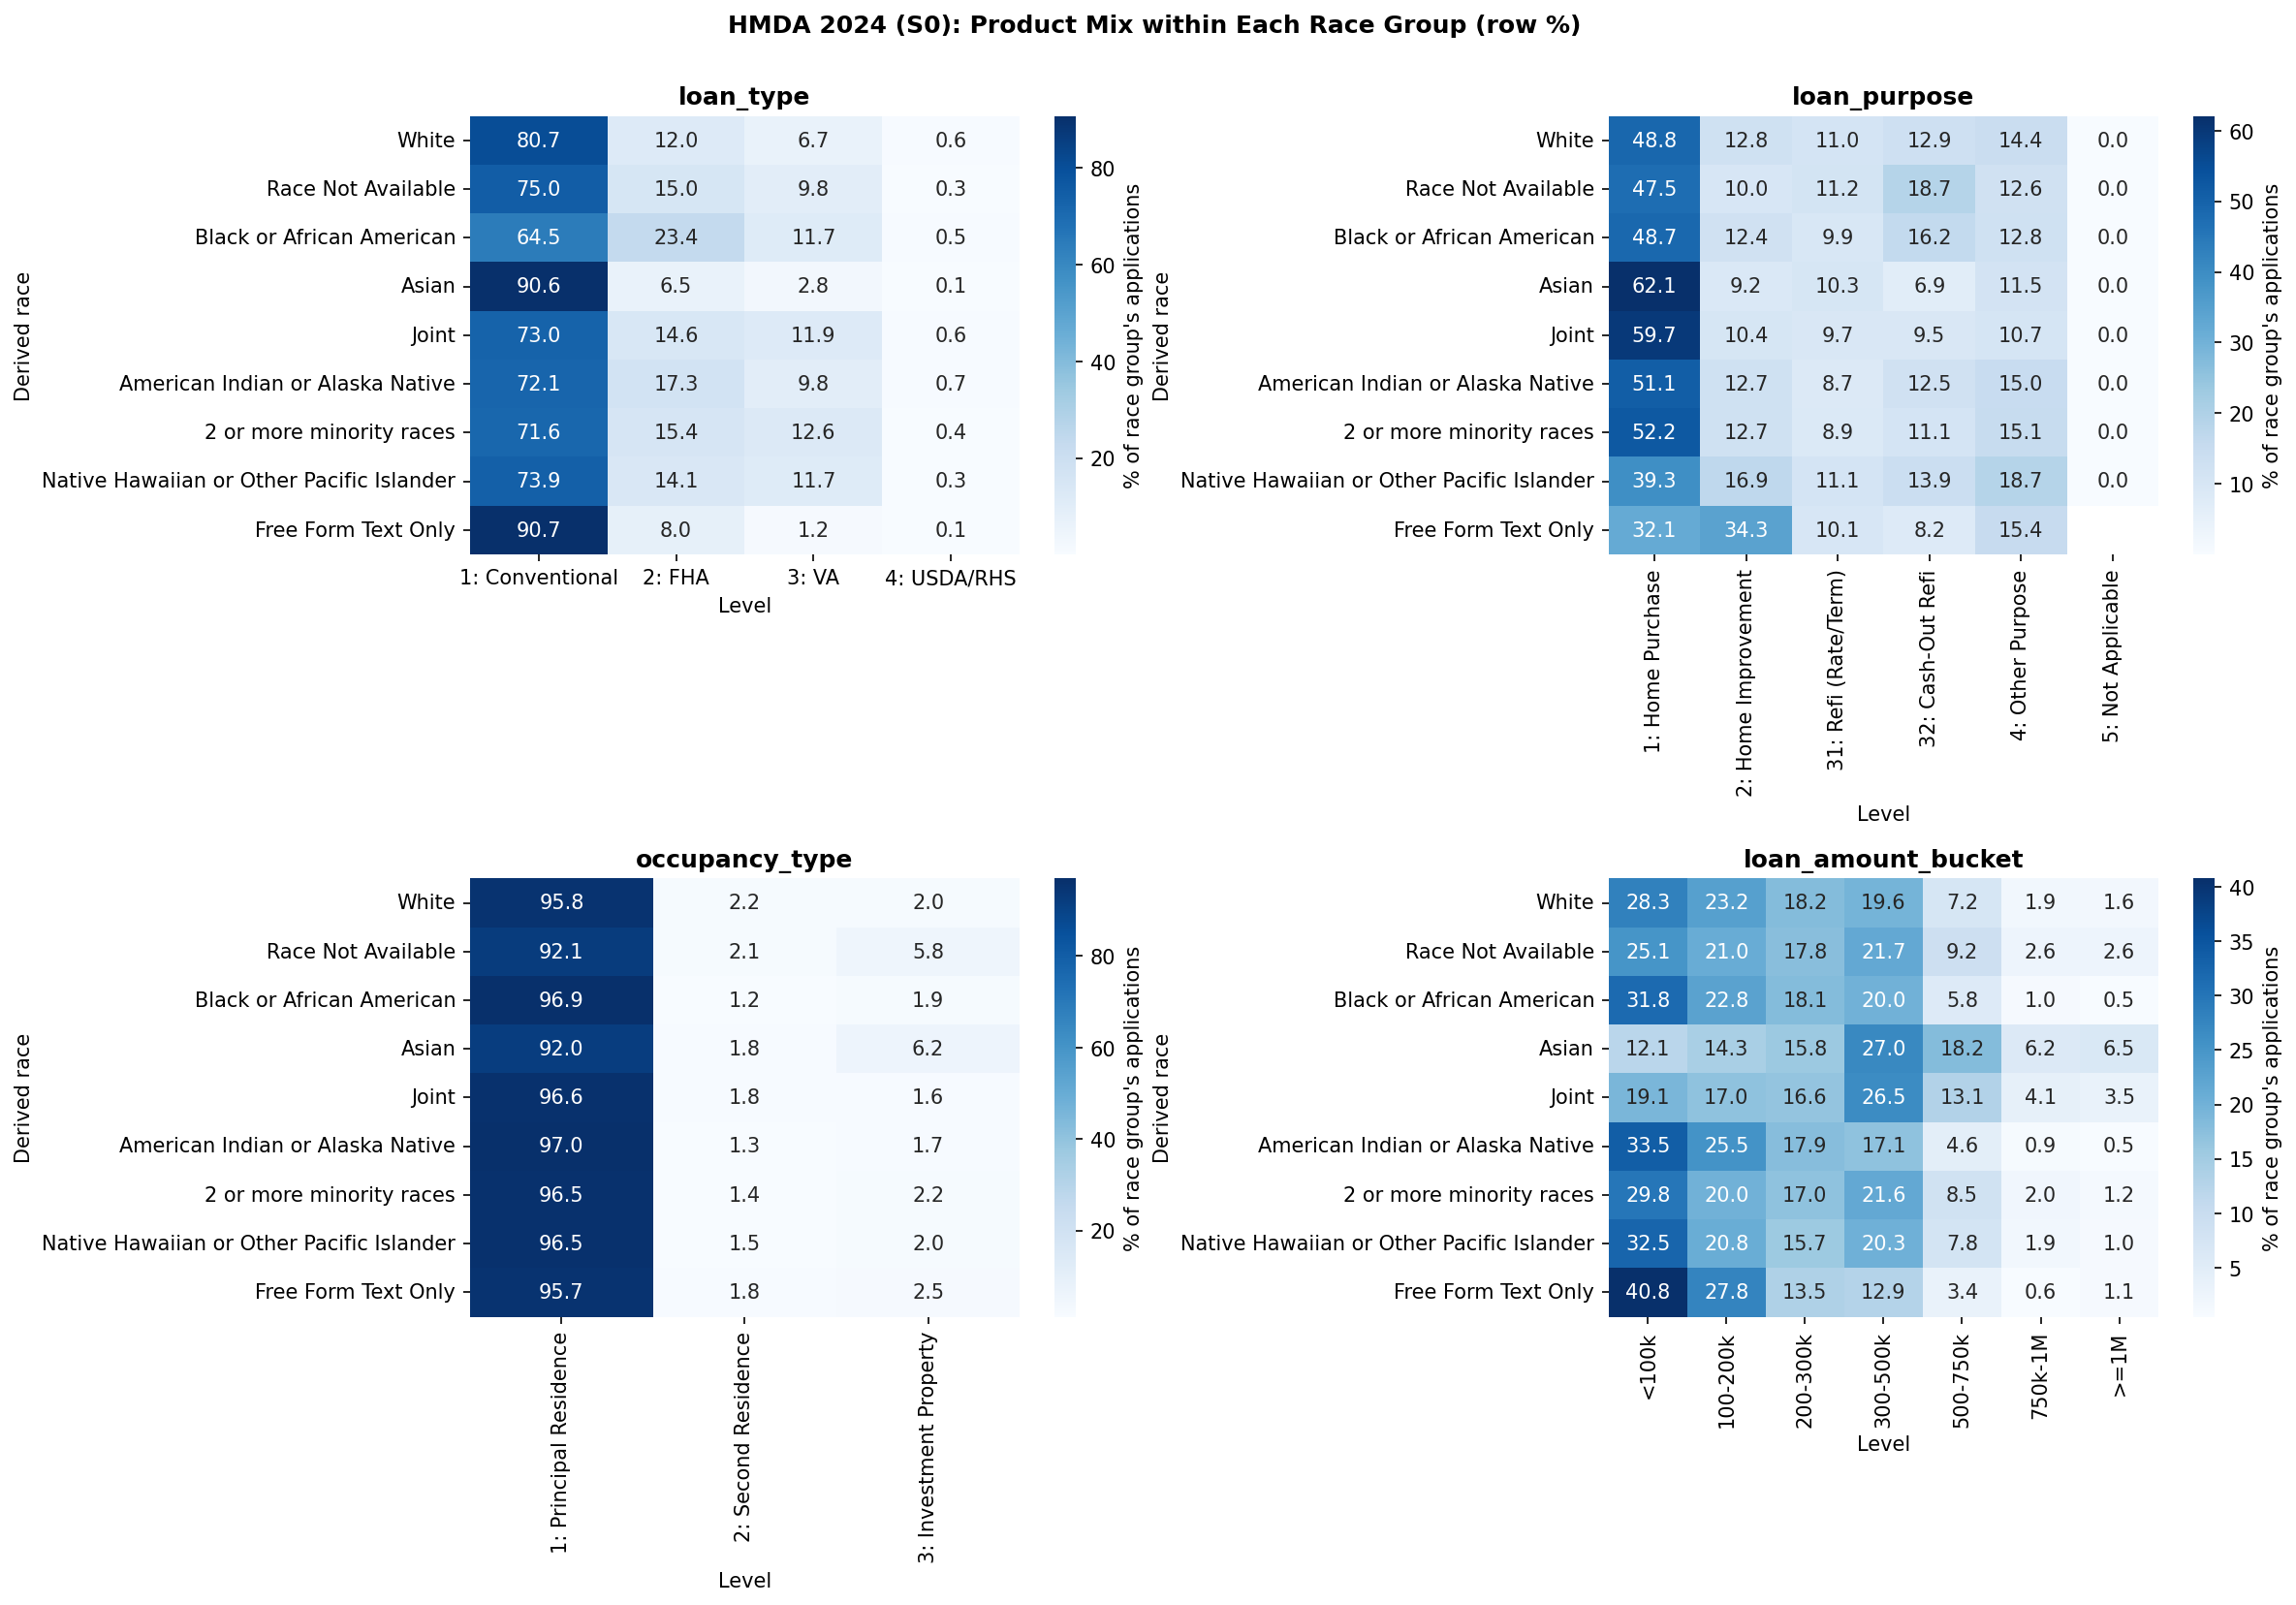 HMDA 2024 (S0): Product Mix within Each Race Group (row %)
loan_type
Derived race
White 80.7 12.0 6.7 0.6
Race Not Available 75.0 15.0 9.8 0.3
Black or African American 64.5 23.4 11.7 0.5
Asian 90.6 6.5 2.8 0.1
Joint 73.0 14.6 11.9 0.6
American Indian or Alaska Native 72.1 17.3 9.8 0.7
2 or more minority races 71.6 15.4 12.6 0.4
Native Hawaiian or Other Pacific Islander 73.9 14.1 11.7 0.3
Free Form Text Only 90.7 8.0 1.2 0.1
1: Conventional 2: FHA 3: VA 4: USDA/RHS
Level
80
60
40
20
% of race group's applications
loan_purpose
Derived race
White 48.8 12.8 11.0 12.9 14.4 0.0
Race Not Available 47.5 10.0 11.2 18.7 12.6 0.0
Black or African American 48.7 12.4 9.9 16.2 12.8 0.0
Asian 62.1 9.2 10.3 6.9 11.5 0.0
Joint 59.7 10.4 9.7 9.5 10.7 0.0
American Indian or Alaska Native 51.1 12.7 8.7 12.5 15.0 0.0
2 or more minority races 52.2 12.7 8.9 11.1 15.1 0.0
Native Hawaiian or Other Pacific Islander 39.3 16.9 11.1 13.9 18.7 0.0
Free Form Text Only 32.1 34.3 10.1 8.2 15.4
1: Home Purchase
2: Home Improvement
31: Refi (Rate/Term)
32: Cash-Out Refi
4: Other Purpose
5: Not Applicable
Level
60
50
40
30
20
10
% of race group's applications
occupancy_type
Derived race
White 95.8 2.2 2.0
Race Not Available 92.1 2.1 5.8
Black or African American 96.9 1.2 1.9
Asian 92.0 1.8 6.2
Joint 96.6 1.8 1.6
American Indian or Alaska Native 97.0 1.3 1.7
2 or more minority races 96.5 1.4 2.2
Native Hawaiian or Other Pacific Islander 96.5 1.5 2.0
Free Form Text Only 95.7 1.8 2.5
1: Principal Residence
2: Second Residence
3: Investment Property
Level
80
60
40
20
% of race group's applications
loan_amount_bucket
Derived race
White 28.3 23.2 18.2 19.6 7.2 1.9 1.6
Race Not Available 25.1 21.0 17.8 21.7 9.2 2.6 2.6
Black or African American 31.8 22.8 18.1 20.0 5.8 1.0 0.5
Asian 12.1 14.3 15.8 27.0 18.2 6.2 6.5
Joint 19.1 17.0 16.6 26.5 13.1 4.1 3.5
American Indian or Alaska Native 33.5 25.5 17.9 17.1 4.6 0.9 0.5
2 or more minority races 29.8 20.0 17.0 21.6 8.5 2.0 1.2
Native Hawaiian or Other Pacific Islander 32.5 20.8 15.7 20.3 7.8 1.9 1.0
Free Form Text Only 40.8 27.8 13.5 12.9 3.4 0.6 1.1
<100k
100-200k
200-300k
300-500k
500-750k
750k-1M
>=1M
Level
40
35
30
25
20
15
10
5
% of race group's applications